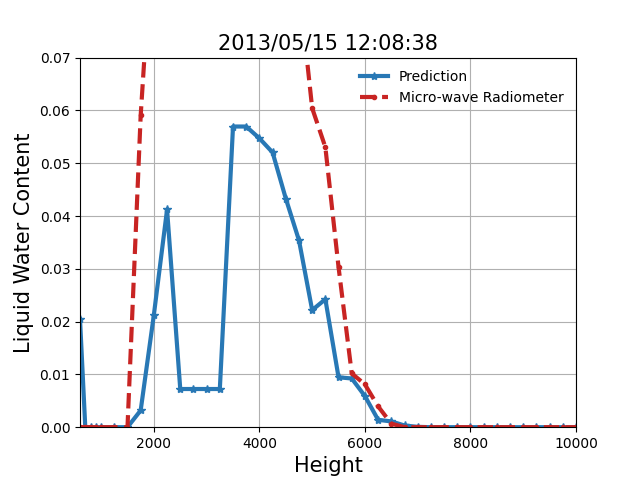 2013/05/15 12:08:38
Prediction
Micro-wave Radiometer
Liquid Water Content
0.07
0.06
0.05
0.04
0.03
0.02
0.01
0.00
2000 4000 6000 8000 10000
Height